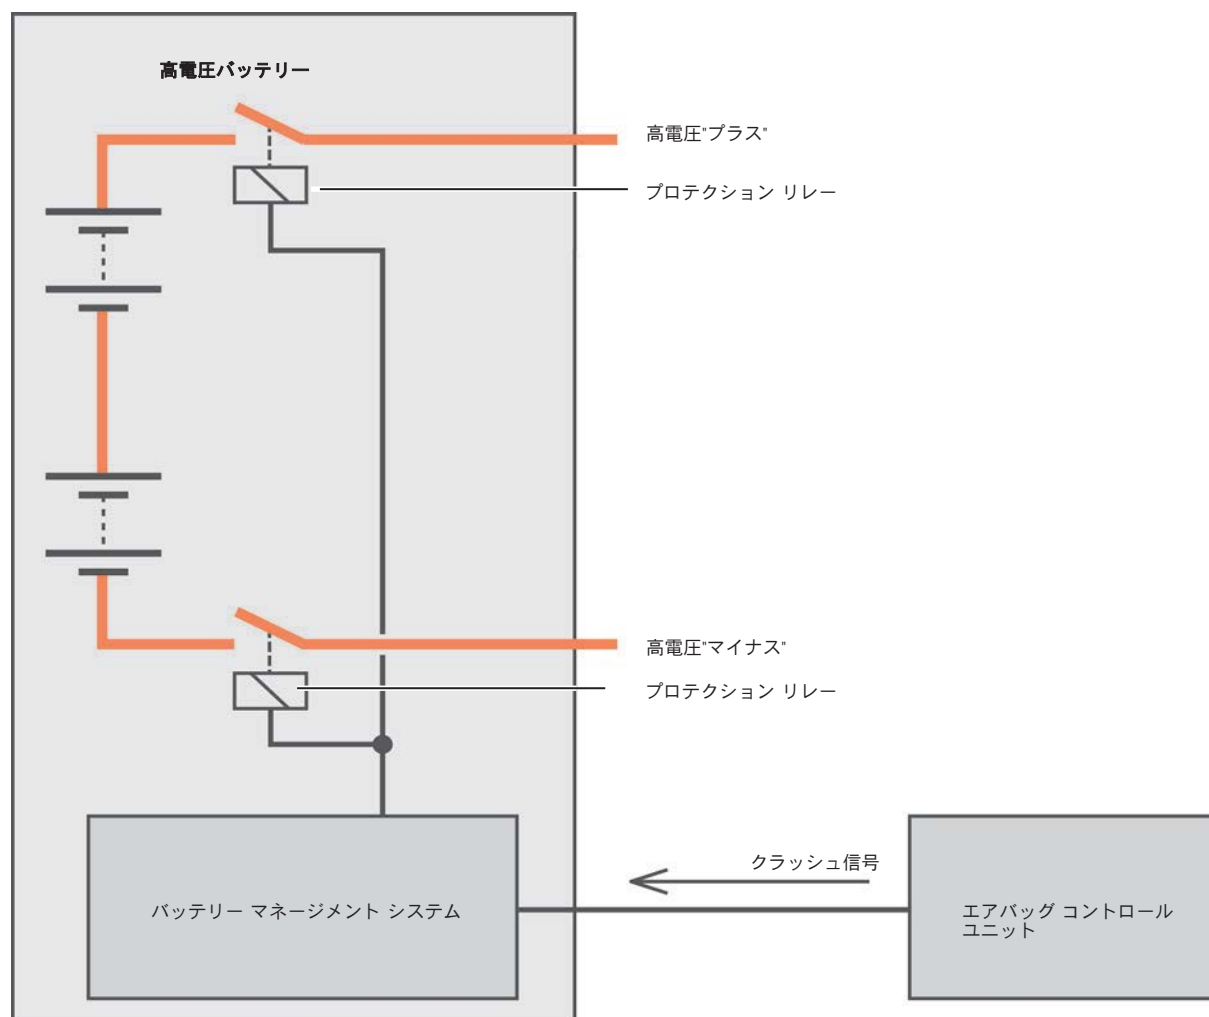 高電圧バッテリー
高電圧"プラス"
プロテクション リレー
高電圧"マイナス"
プロテクション リレー
クラッシュ信号
バッテリー マネージメント システム
エアバッグ コントロール
ユニット